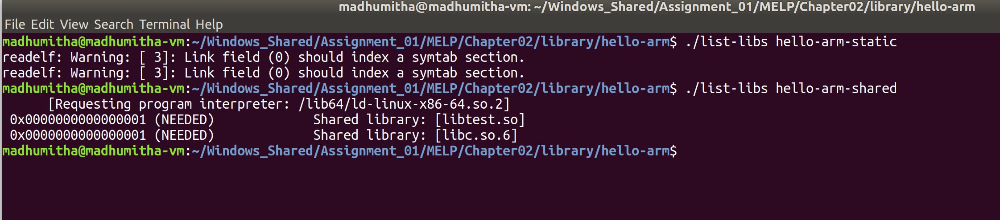 madhumitha@madhumitha-vm: ~/Windows_Shared/Assignment_01/MELP/Chapter02/library/hello-arm
File Edit View Search Terminal Help
madhumitha@madhumitha-vm:~/Windows_Shared/Assignment_01/MELP/Chapter02/library/hello-arm$ ./list-libs hello-arm-static
readelf: Warning: [ 3]: Link field (0) should index a symtab section.
readelf: Warning: [ 3]: Link field (0) should index a symtab section.
madhumitha@madhumitha-vm:~/Windows_Shared/Assignment_01/MELP/Chapter02/library/hello-arm$ ./list-libs hello-arm-shared
      [Requesting program interpreter: /lib64/ld-linux-x86-64.so.2]
 0x0000000000000001 (NEEDED)             Shared library: [libtest.so]
 0x0000000000000001 (NEEDED)             Shared library: [libc.so.6]
madhumitha@madhumitha-vm:~/Windows_Shared/Assignment_01/MELP/Chapter02/library/hello-arm$